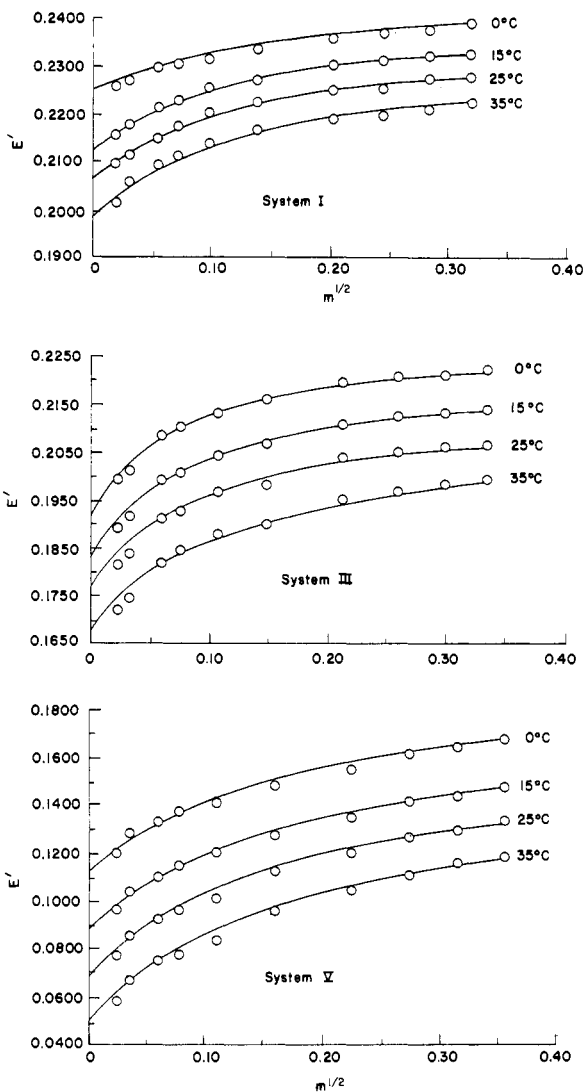 0.2400
0°C
0.2300
15°C
25°C
0.2200
35°C
E′
0.2100
0.2000
System I
0.1900
0 0.10 0.20 0.30 0.40
m^1/2
0.2250
0°C
0.2150
15°C
0.2050
25°C
E′
0.1950
35°C
0.1850
0.1750
System III
0.1650
0 0.10 0.20 0.30 0.40
0.1800
0°C
0.1600
15°C
0.1400
25°C
0.1200
35°C
E′
0.1000
0.0800
0.0600
System V
0.0400
0 0.10 0.20 0.30 0.40
m^1/2